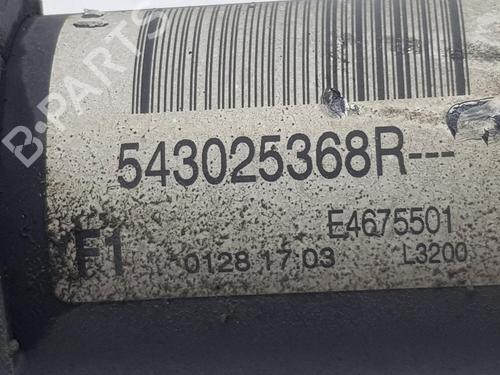 B-PARTS
543025368R---
E4675501
F1 0128 17 03 L3200